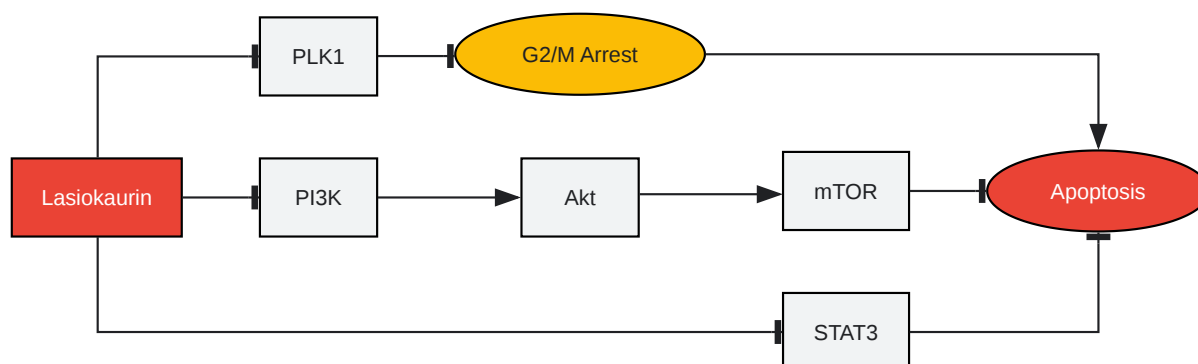 PLK1
G2/M Arrest
Lasiokaurin
PI3K
Akt
mTOR
Apoptosis
STAT3